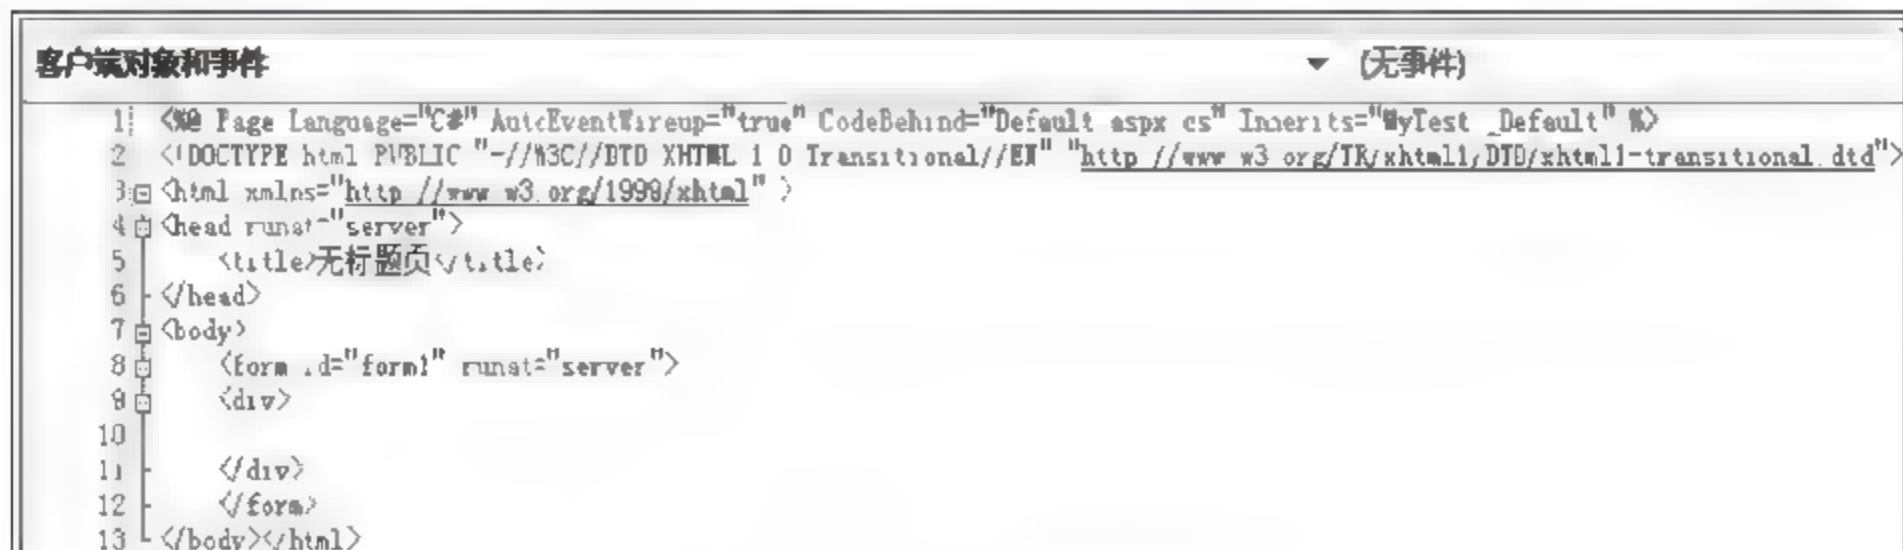 客户端对象和事件 (无事件)
1 <%@ Page Language="C#" AutoEventWireup="true" CodeBehind="Default.aspx.cs" Inherits="MyTest._Default" %>
2 <!DOCTYPE html PUBLIC "-//W3C//DTD XHTML 1.0 Transitional//EN" "http://www.w3.org/TR/xhtml1/DTD/xhtml1-transitional.dtd">
3 <html xmlns="http://www.w3.org/1999/xhtml" >
4 <head runat="server">
5 <title>无标题页</title>
6 </head>
7 <body>
8 <form id="form1" runat="server">
9 <div>
10
11 </div>
12 </form>
13 </body></html>